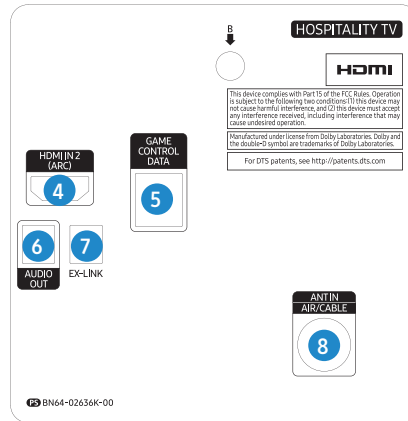 B
HOSPITALITY TV
HDMI
This device complies with Part 15 of the FCC Rules. Operation
is subject to the following two conditions:(1) this device may
not cause harmful interference, and (2) this device must accept
any interference received, including interference that may
cause undesired operation.
Manufactured under license from Dolby Laboratories. Dolby and
the double-D symbol are trademarks of Dolby Laboratories.
For DTS patents, see http://patents.dts.com
GAME
CONTROL
DATA
5
HDMI IN 2
(ARC)
4
6
AUDIO
OUT
7
EX-LINK
ANT IN
AIR/CABLE
8
PS BN64-02636K-00